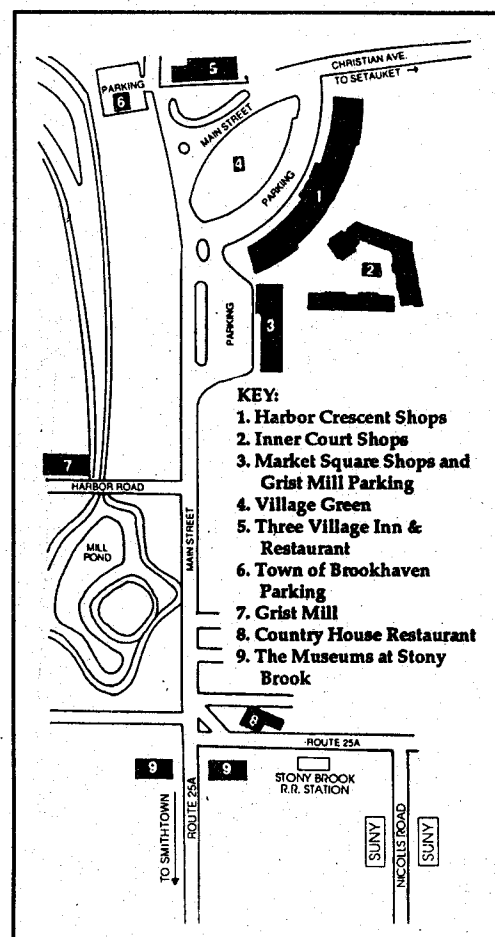 CHRISTIAN AVE.
TO SETAUKET →
5
PARKING
6
MAIN STREET
4
PARKING
1
2
PARKING
3
KEY:
1. Harbor Crescent Shops
2. Inner Court Shops
3. Market Square Shops and
Grist Mill Parking
4. Village Green
5. Three Village Inn &
Restaurant
6. Town of Brookhaven
Parking
7. Grist Mill
8. Country House Restaurant
9. The Museums at Stony
Brook
7
HARBOR ROAD
MAIN STREET
MILL
POND
8
ROUTE 25A
9
9
STONY BROOK
R.R. STATION
TO SMITHTOWN
ROUTE 25A
SUNY
NICOLLS ROAD
SUNY